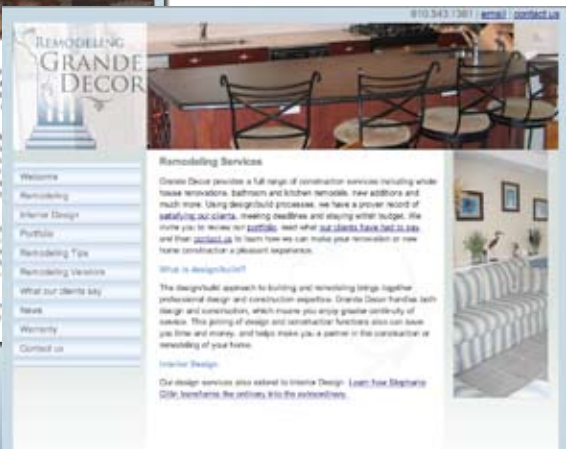 910.343.1381 | email | contact us
REMODELING
GRANDE
DECOR
Welcome
Remodeling
Interior Design
Portfolio
Remodeling Tips
Remodeling Vendors
What our clients say
News
Warranty
Contact us
Remodeling Services
Grande Decor provides a full range of construction services including whole
house renovations, bathroom and kitchen remodels, new additions and
much more. Using design/build processes, we have a proven record of
satisfying our clients, meeting deadlines and staying within budget. We
invite you to review our portfolio, read what our clients have had to say,
and then contact us to learn how we can make your renovation or new
home construction a pleasant experience.
What is design/build?
The design/build approach to building and remodeling brings together
professional design and construction expertise. Grande Decor handles both
design and construction, which means you enjoy greater continuity of
service. This joining of design and construction functions also can save
you time and money, and helps make you a partner in the construction or
remodeling of your home.
Interior Design
Our design services also extend to Interior Design. Learn how Stephanie
transforms the ordinary into the extraordinary.